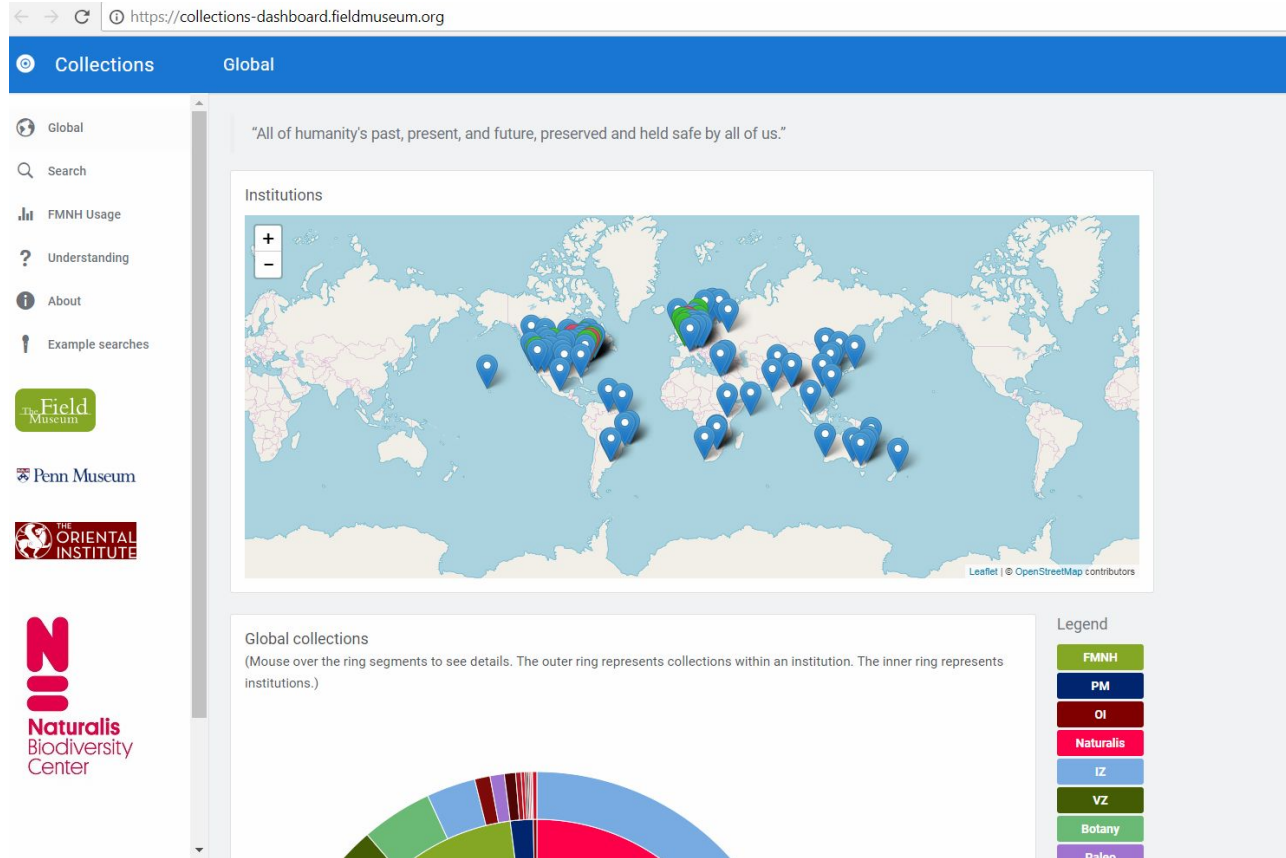 https://collections-dashboard.fieldmuseum.org
Collections
Global
Global
Search
FMNH Usage
? Understanding
About
Example searches
The Field
Museum
Penn Museum
THE
ORIENTAL
INSTITUTE
N
Naturalis
Biodiversity
Center
“All of humanity's past, present, and future, preserved and held safe by all of us.”
Institutions
+
−
Leaflet | © OpenStreetMap contributors
Global collections
(Mouse over the ring segments to see details. The outer ring represents collections within an institution. The inner ring represents
institutions.)
Legend
FMNH
PM
OI
Naturalis
IZ
VZ
Botany
Paleo